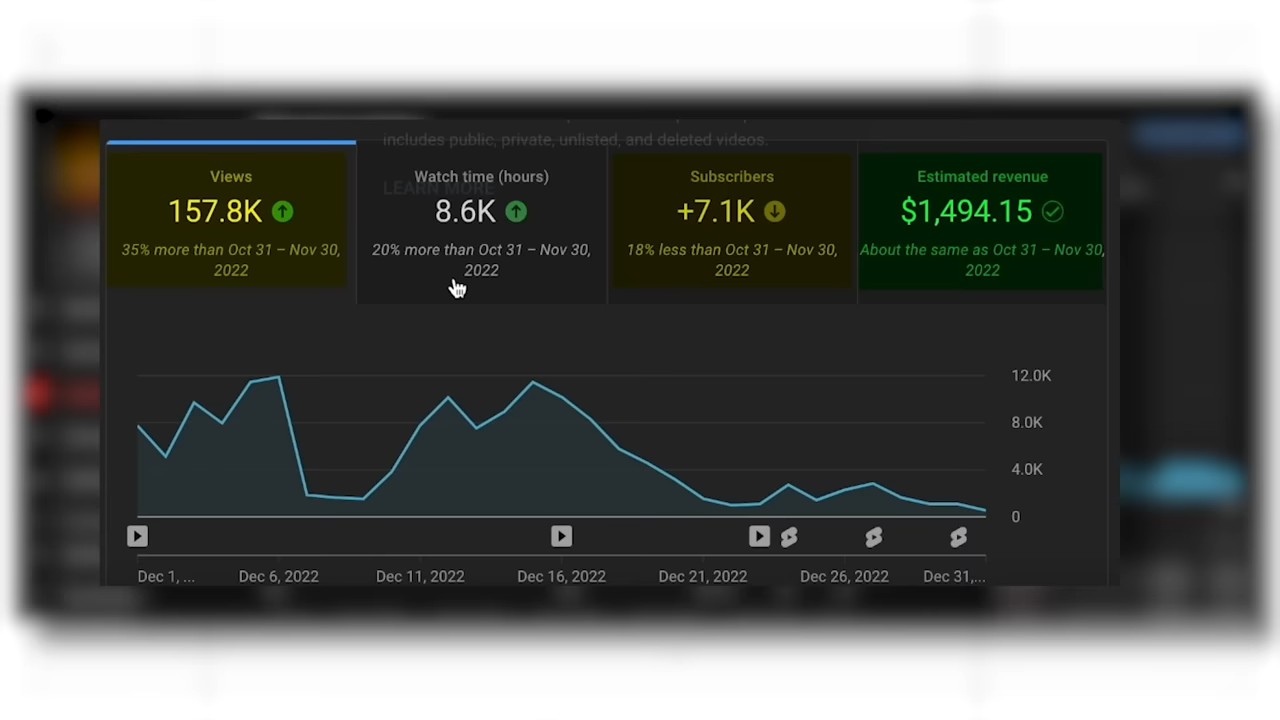 includes public, private, unlisted, and deleted videos.
LEARN MORE
Views
157.8K
35% more than Oct 31 – Nov 30,
2022
Watch time (hours)
8.6K
20% more than Oct 31 – Nov 30,
2022
Subscribers
+7.1K
18% less than Oct 31 – Nov 30,
2022
Estimated revenue
$1,494.15
About the same as Oct 31 – Nov 30,
2022
12.0K
8.0K
4.0K
0
Dec 1, ...
Dec 6, 2022
Dec 11, 2022
Dec 16, 2022
Dec 21, 2022
Dec 26, 2022
Dec 31,...